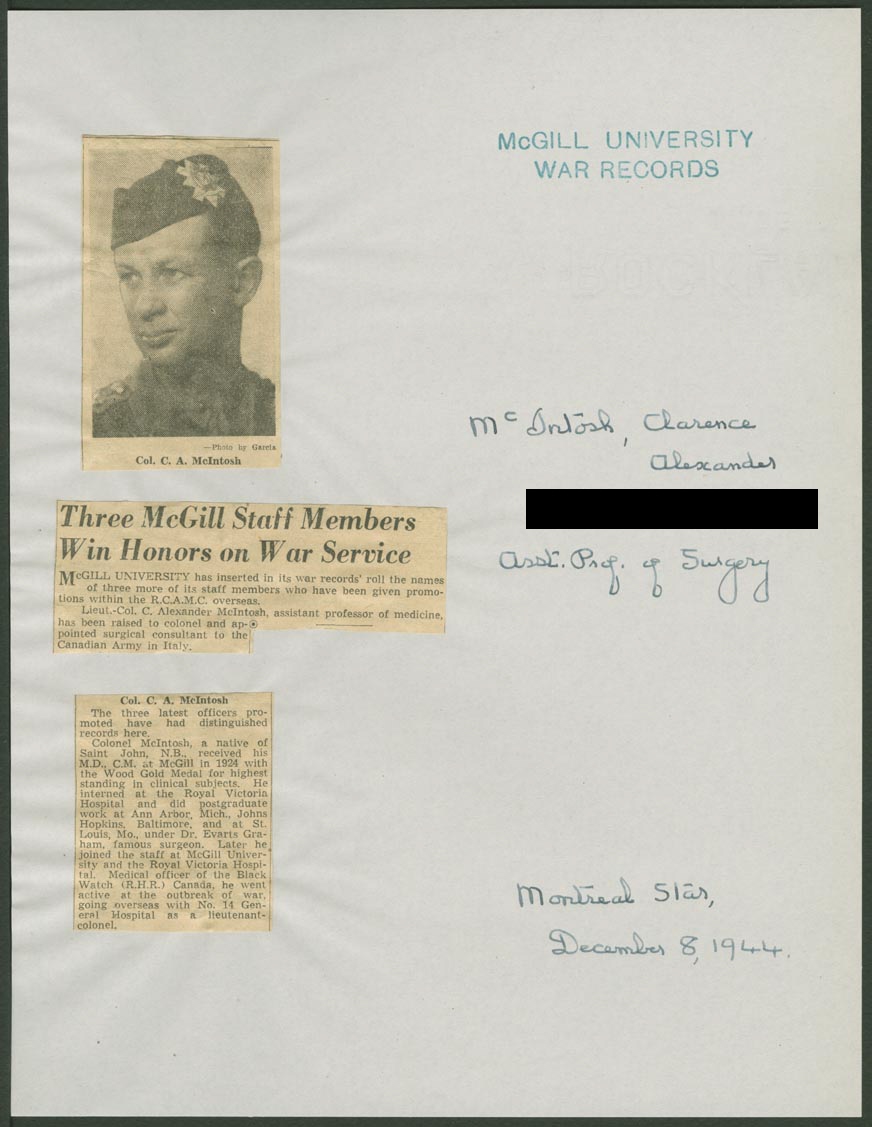 McGILL UNIVERSITY
WAR RECORDS
—Photo by Garcia
Col. C. A. McIntosh
McIntosh, Clarence
Alexander
Asst. Prof. of Surgery
Three McGill Staff Members
Win Honors on War Service
McGILL UNIVERSITY has inserted in its war records' roll the names
of three more of its staff members who have been given promo-
tions within the R.C.A.M.C. overseas.
Lieut.-Col. C. Alexander McIntosh, assistant professor of medicine,
has been raised to colonel and ap-
pointed surgical consultant to the
Canadian Army in Italy.
Col. C. A. McIntosh
The three latest officers pro-
moted have had distinguished
records here.
Colonel McIntosh, a native of
Saint John, N.B., received his
M.D., C.M. at McGill in 1924 with
the Wood Gold Medal for highest
standing in clinical subjects. He
interned at the Royal Victoria
Hospital and did postgraduate
work at Ann Arbor, Mich., Johns
Hopkins, Baltimore, and at St.
Louis, Mo., under Dr. Evarts Gra-
ham, famous surgeon. Later he
joined the staff at McGill Univer-
sity and the Royal Victoria Hospi-
tal. Medical officer of the Black
Watch (R.H.R.) Canada, he went
active at the outbreak of war,
going overseas with No. 14 Gen-
eral Hospital as a lieutenant-
colonel.
Montreal Star,
December 8, 1944.